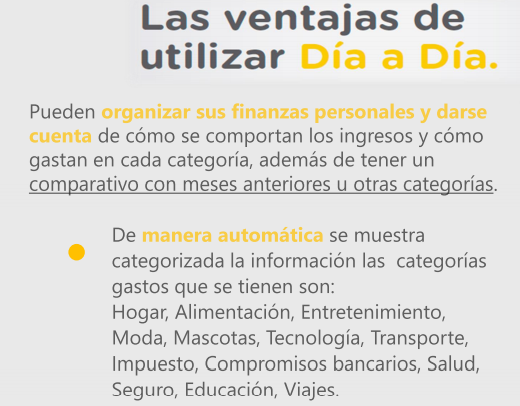 Las ventajas de
utilizar Día a Día.
Pueden organizar sus finanzas personales y darse
cuenta de cómo se comportan los ingresos y cómo
gastan en cada categoría, además de tener un
comparativo con meses anteriores u otras categorías.
De manera automática se muestra
categorizada la información las  categorías
gastos que se tienen son:
Hogar, Alimentación, Entretenimiento,
Moda, Mascotas, Tecnología, Transporte,
Impuesto, Compromisos bancarios, Salud,
Seguro, Educación, Viajes.